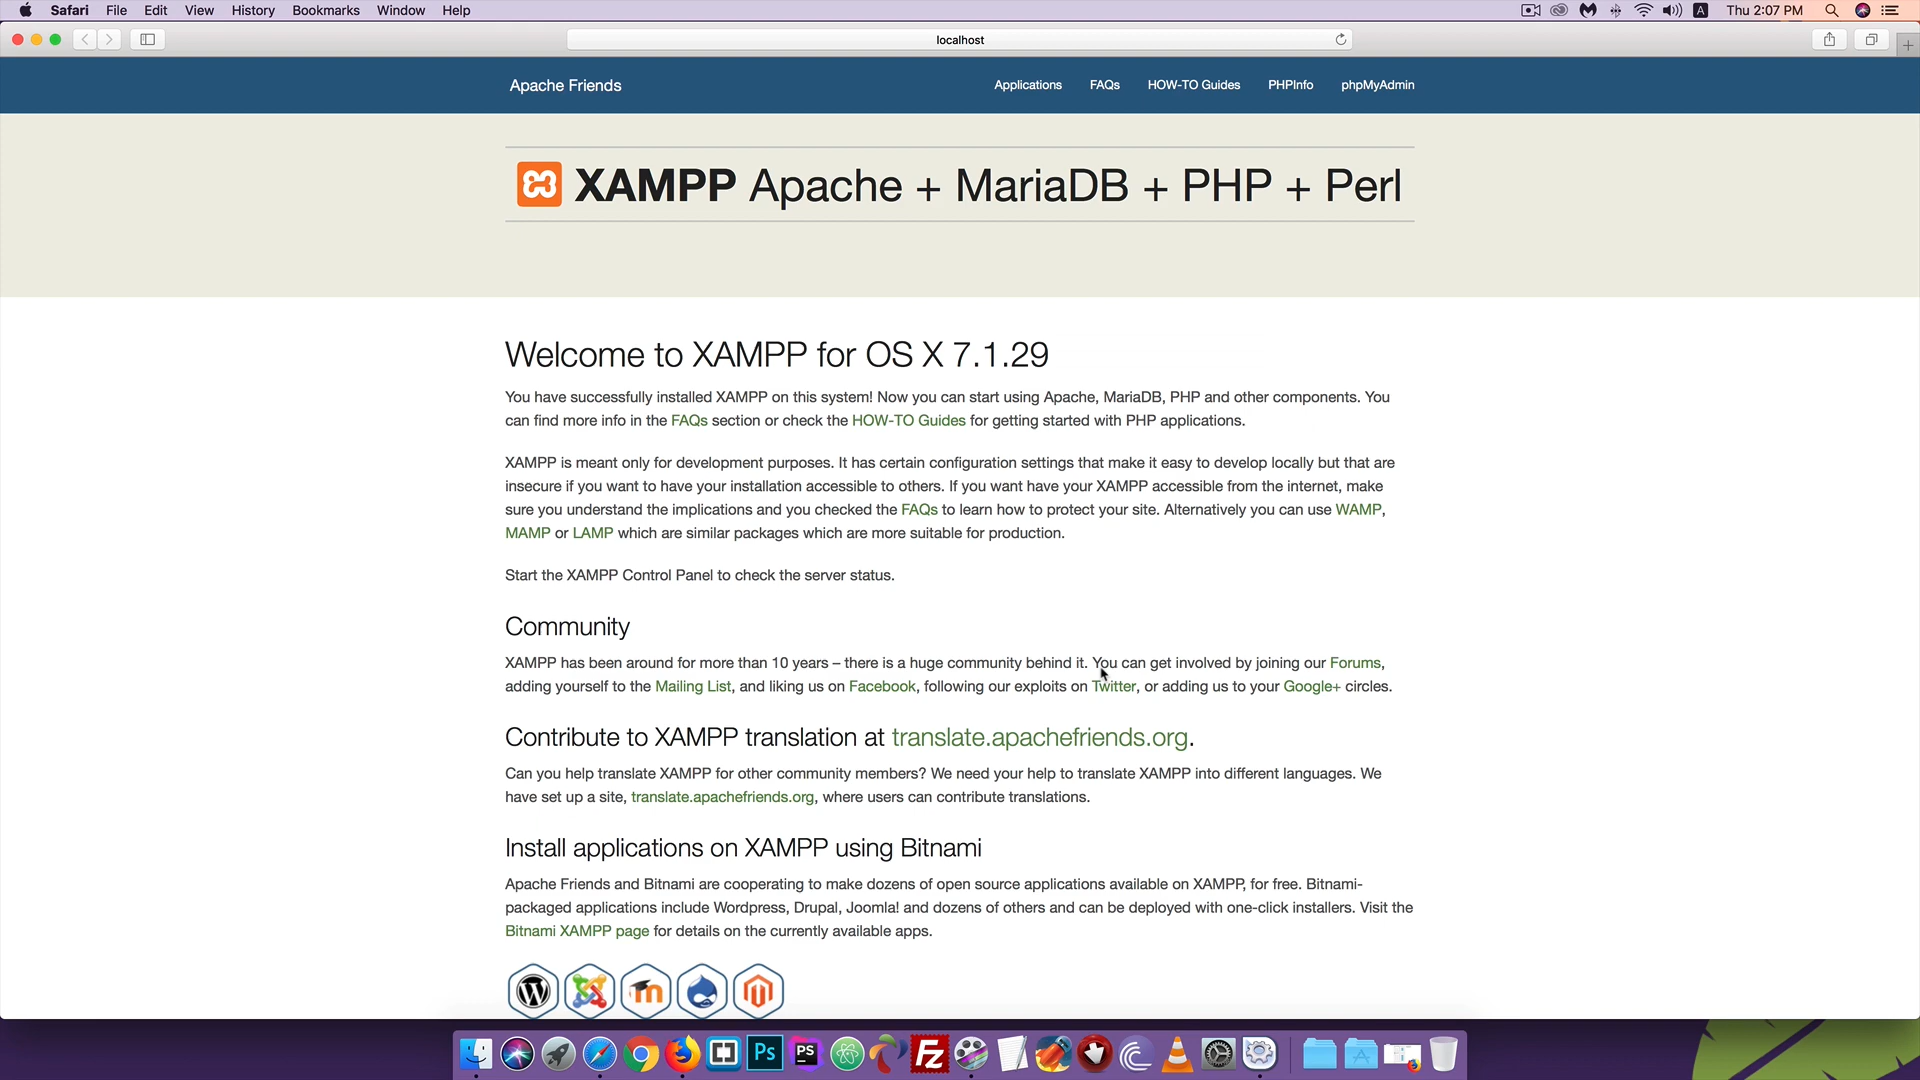 Safari File Edit View History Bookmarks Window Help
A Thu 2:07 PM
localhost
Apache Friends
Applications FAQs HOW-TO Guides PHPInfo phpMyAdmin
XAMPP Apache + MariaDB + PHP + Perl
Welcome to XAMPP for OS X 7.1.29
You have successfully installed XAMPP on this system! Now you can start using Apache, MariaDB, PHP and other components. You
can find more info in the FAQs section or check the HOW-TO Guides for getting started with PHP applications.
XAMPP is meant only for development purposes. It has certain configuration settings that make it easy to develop locally but that are
insecure if you want to have your installation accessible to others. If you want have your XAMPP accessible from the internet, make
sure you understand the implications and you checked the FAQs to learn how to protect your site. Alternatively you can use WAMP,
MAMP or LAMP which are similar packages which are more suitable for production.
Start the XAMPP Control Panel to check the server status.
Community
XAMPP has been around for more than 10 years – there is a huge community behind it. You can get involved by joining our Forums,
adding yourself to the Mailing List, and liking us on Facebook, following our exploits on Twitter, or adding us to your Google+ circles.
Contribute to XAMPP translation at translate.apachefriends.org.
Can you help translate XAMPP for other community members? We need your help to translate XAMPP into different languages. We
have set up a site, translate.apachefriends.org, where users can contribute translations.
Install applications on XAMPP using Bitnami
Apache Friends and Bitnami are cooperating to make dozens of open source applications available on XAMPP, for free. Bitnami-
packaged applications include Wordpress, Drupal, Joomla! and dozens of others and can be deployed with one-click installers. Visit the
Bitnami XAMPP page for details on the currently available apps.
Ps PS FZ